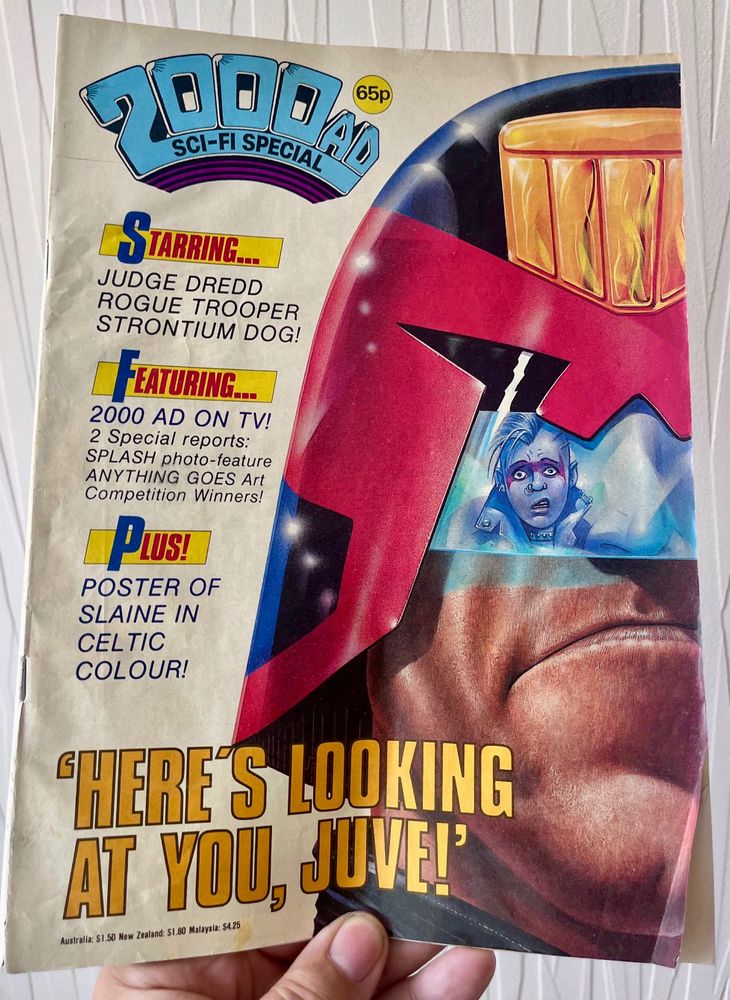 2000 AD
65p
SCI-FI SPECIAL
STARRING...
JUDGE DREDD
ROGUE TROOPER
STRONTIUM DOG!
FEATURING...
2000 AD ON TV!
2 Special reports:
SPLASH photo-feature
ANYTHING GOES Art
Competition Winners!
PLUS!
POSTER OF
SLAINE IN
CELTIC
COLOUR!
'HERE'S LOOKING
AT YOU, JUVE!'
Australia: $1.50 New Zealand: $1.80 Malaysia: $4.25